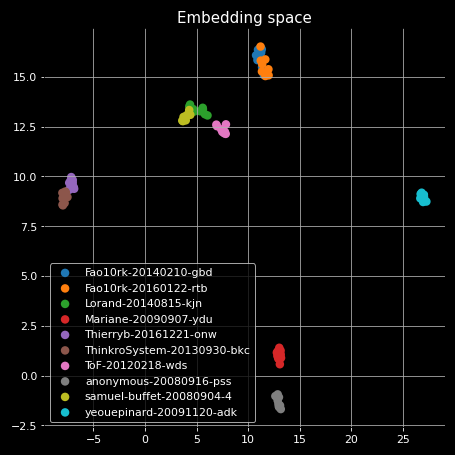 Embedding space
15.0
12.5
10.0
7.5
5.0
2.5
0.0
−2.5
Fao10rk-20140210-gbd
Fao10rk-20160122-rtb
Lorand-20140815-kjn
Mariane-20090907-ydu
Thierryb-20161221-onw
ThinkroSystem-20130930-bkc
ToF-20120218-wds
anonymous-20080916-pss
samuel-buffet-20080904-4
yeouepinard-20091120-adk
−5 0 5 10 15 20 25